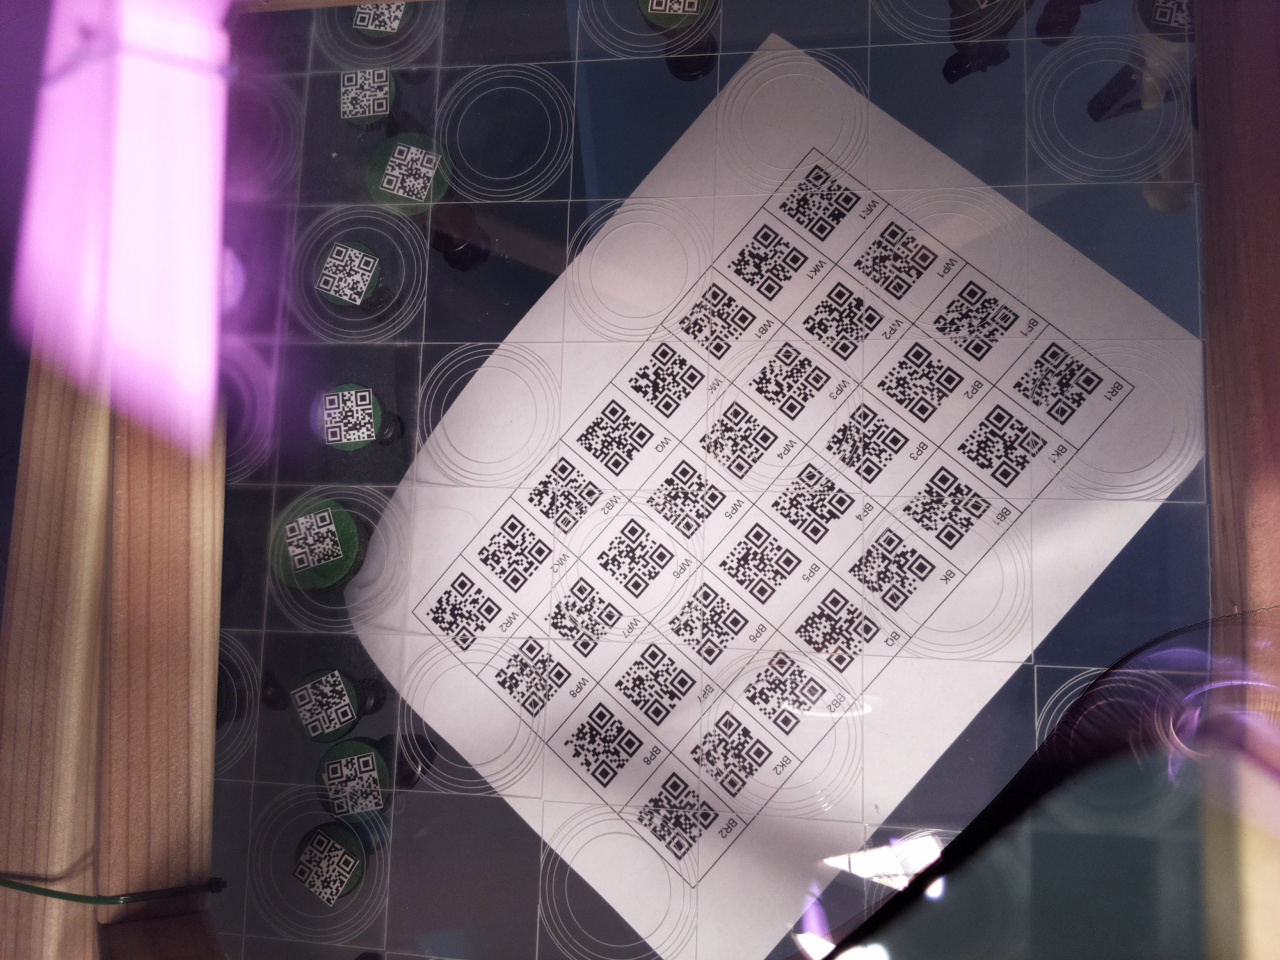 BR1 BK1 BB1 BK BQ BB2 BK2 BR2
BP1 BP2 BP3 BP4 BP5 BP6 BP7 BP8
WP1 WP2 WP3 WP4 WP5 WP6 WP7 WP8
WR1 WK1 WB1 WK WQ WB2 WK2 WR2